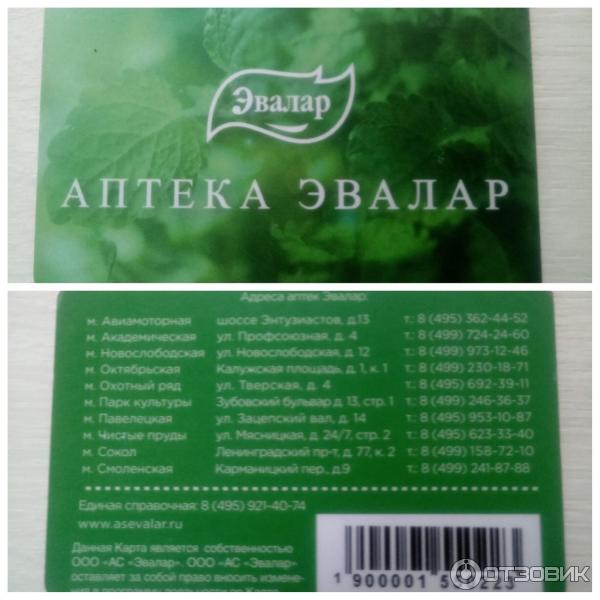 Эвалар
АПТЕКА ЭВАЛАР
Адреса аптек Эвалар:
м. Авиамоторная шоссе Энтузиастов, д.13 т.: 8 (495) 362-44-52
м. Академическая ул. Профсоюзная, д. 4 т.: 8 (499) 724-24-60
м. Новослободская ул. Новослободская, д. 12 т.: 8 (499) 973-12-46
м. Октябрьская Калужская площадь, д. 1, к. 1 т.: 8 (499) 230-18-71
м. Охотный ряд ул. Тверская, д. 4 т.: 8 (495) 692-39-11
м. Парк культуры Зубовский бульвар д. 13, стр. 1 т.: 8 (499) 246-36-37
м. Павелецкая ул. Зацепский вал, д. 14 т.: 8 (495) 953-10-87
м. Чистые пруды ул. Мясницкая, д. 24/7, стр. 2 т.: 8 (495) 623-33-40
м. Сокол Ленинградский пр-т, д. 77, к. 2 т.: 8 (499) 158-72-10
м. Смоленская Карманицкий пер., д.9 т.: 8 (499) 241-87-88
Единая справочная: 8 (495) 921-40-74
www.asevalar.ru
Данная Карта является собственностью
ООО «АС "Эвалар». ООО «АС "Эвалар»
оставляет за собой право вносить измене-
1 900001
ОТЗОВИК